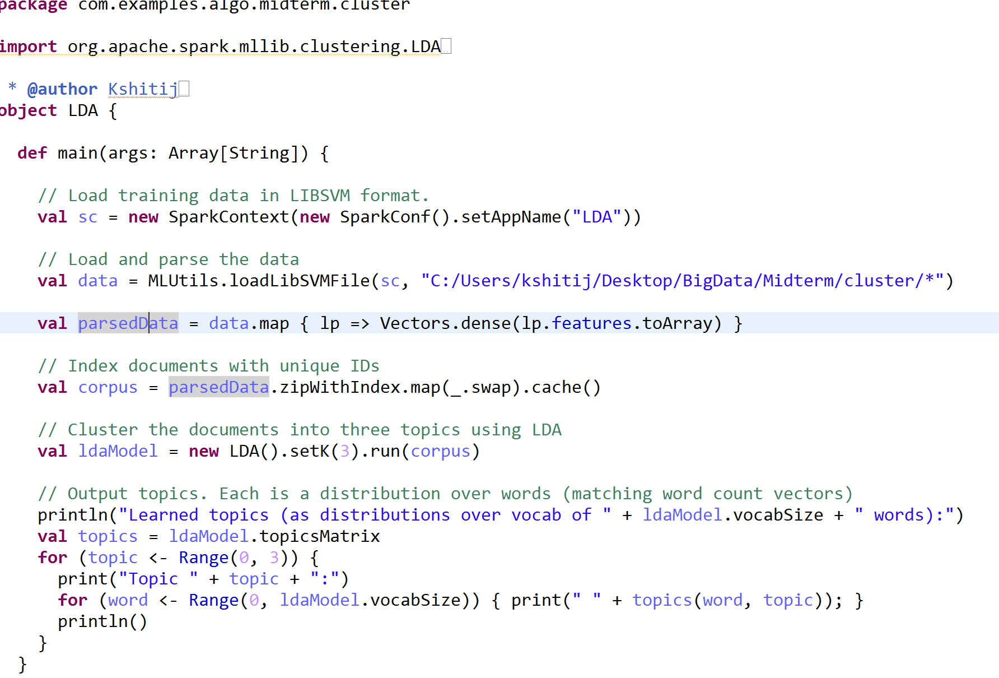 package com.examples.algo.midterm.cluster
import org.apache.spark.mllib.clustering.LDA
* @author Kshitij
object LDA {
def main(args: Array[String]) {
// Load training data in LIBSVM format.
val sc = new SparkContext(new SparkConf().setAppName("LDA"))
// Load and parse the data
val data = MLUtils.loadLibSVMFile(sc, "C:/Users/kshitij/Desktop/BigData/Midterm/cluster/*")
val parsedData = data.map { lp => Vectors.dense(lp.features.toArray) }
// Index documents with unique IDs
val corpus = parsedData.zipWithIndex.map(_.swap).cache()
// Cluster the documents into three topics using LDA
val ldaModel = new LDA().setK(3).run(corpus)
// Output topics. Each is a distribution over words (matching word count vectors)
println("Learned topics (as distributions over vocab of " + ldaModel.vocabSize + " words):")
val topics = ldaModel.topicsMatrix
for (topic <- Range(0, 3)) {
print("Topic " + topic + ":")
for (word <- Range(0, ldaModel.vocabSize)) { print(" " + topics(word, topic)); }
println()
}
}